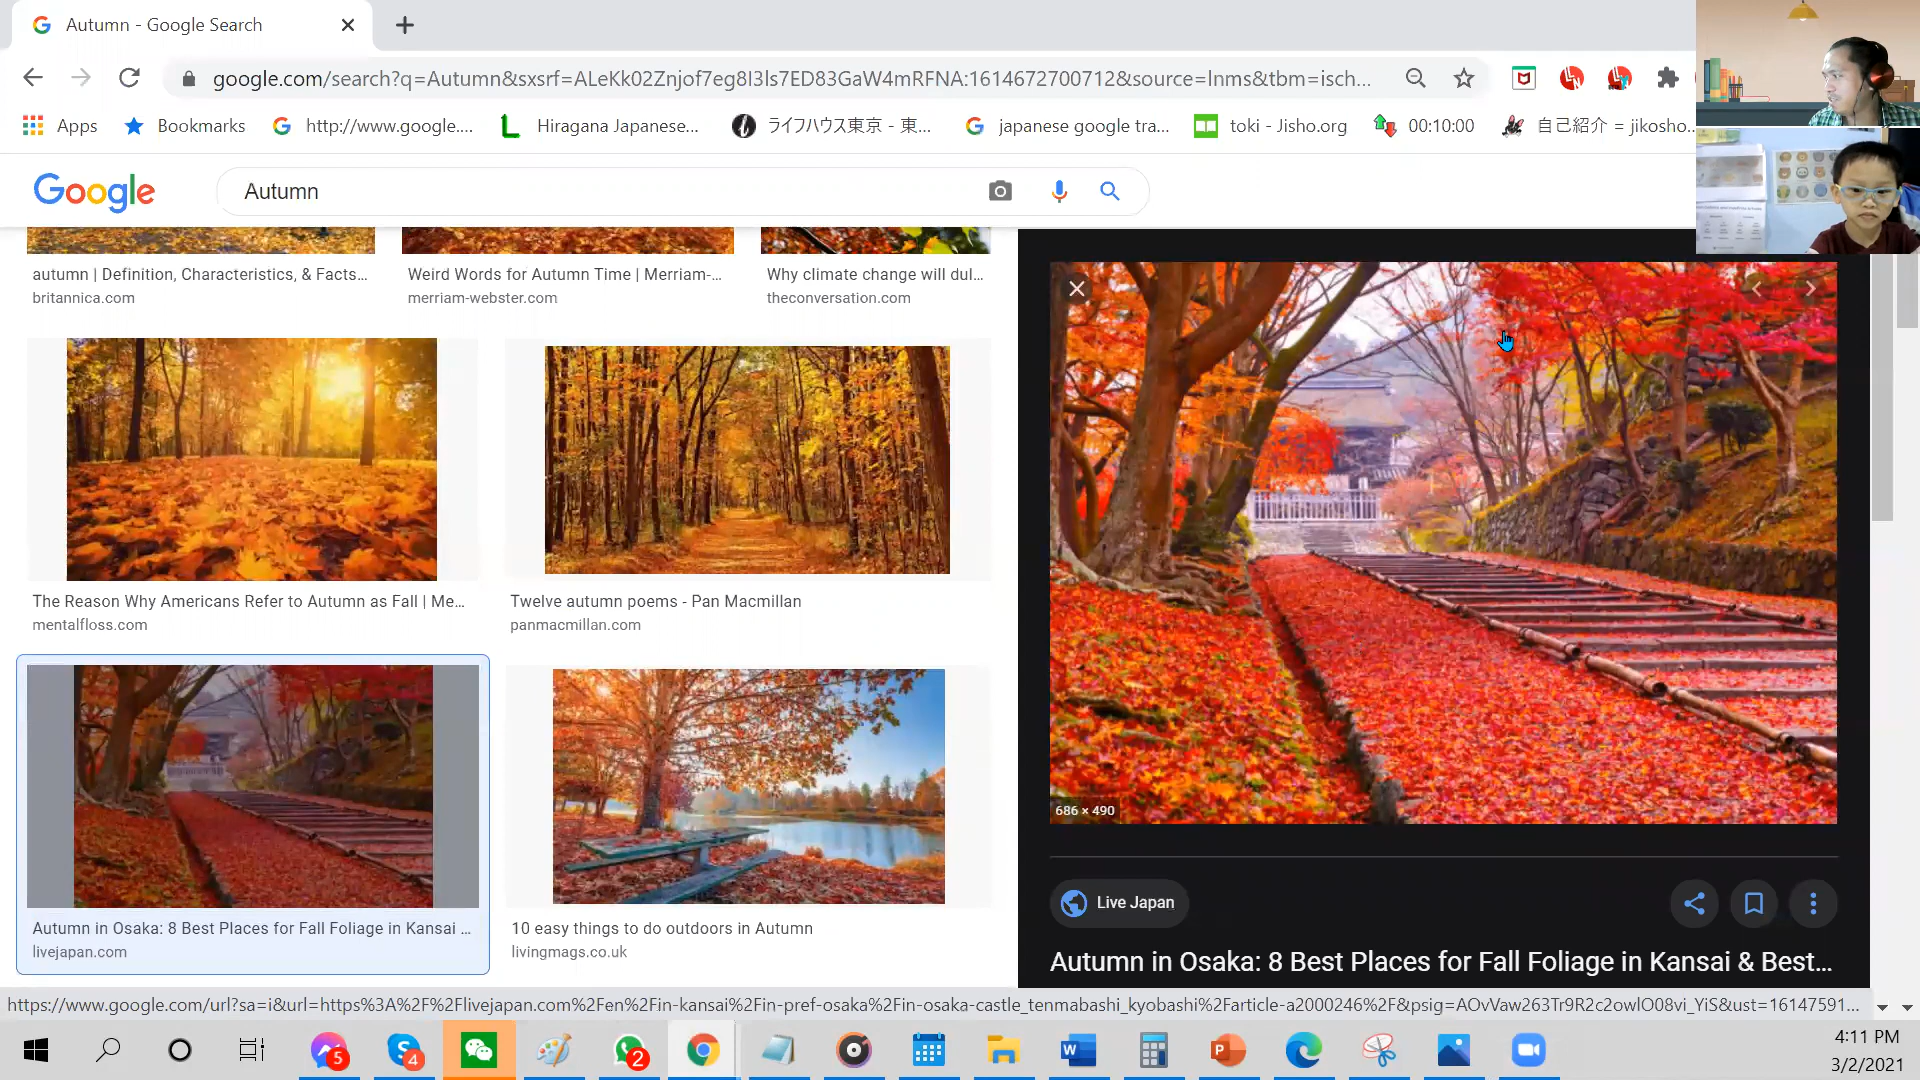 Autumn - Google Search
google.com/search?q=Autumn&sxsrf=ALeKk02Znjof7eg8I3ls7ED83GaW4mRFNA:1614672700712&source=lnms&tbm=isch...
Apps
Bookmarks
http://www.google....
Hiragana Japanese...
ライフハウス東京 - 東...
japanese google tra...
toki - Jisho.org
00:10:00
自己紹介 = jikosho...
Google
Autumn
autumn | Definition, Characteristics, & Facts...
britannica.com
Weird Words for Autumn Time | Merriam-...
merriam-webster.com
Why climate change will dul...
theconversation.com
The Reason Why Americans Refer to Autumn as Fall | Me...
mentalfloss.com
Twelve autumn poems - Pan Macmillan
panmacmillan.com
Autumn in Osaka: 8 Best Places for Fall Foliage in Kansai ...
livejapan.com
10 easy things to do outdoors in Autumn
livingmags.co.uk
686 × 490
Live Japan
Autumn in Osaka: 8 Best Places for Fall Foliage in Kansai & Best...
https://www.google.com/url?sa=i&url=https%3A%2F%2Flivejapan.com%2Fen%2Fin-kansai%2Fin-pref-osaka%2Fin-osaka-castle_tenmabashi_kyobashi%2Farticle-a2000246%2F&psig=AOvVaw263Tr9R2c2owlO08vi_YiS&ust=16147591...
5
4
2
4:11 PM
3/2/2021